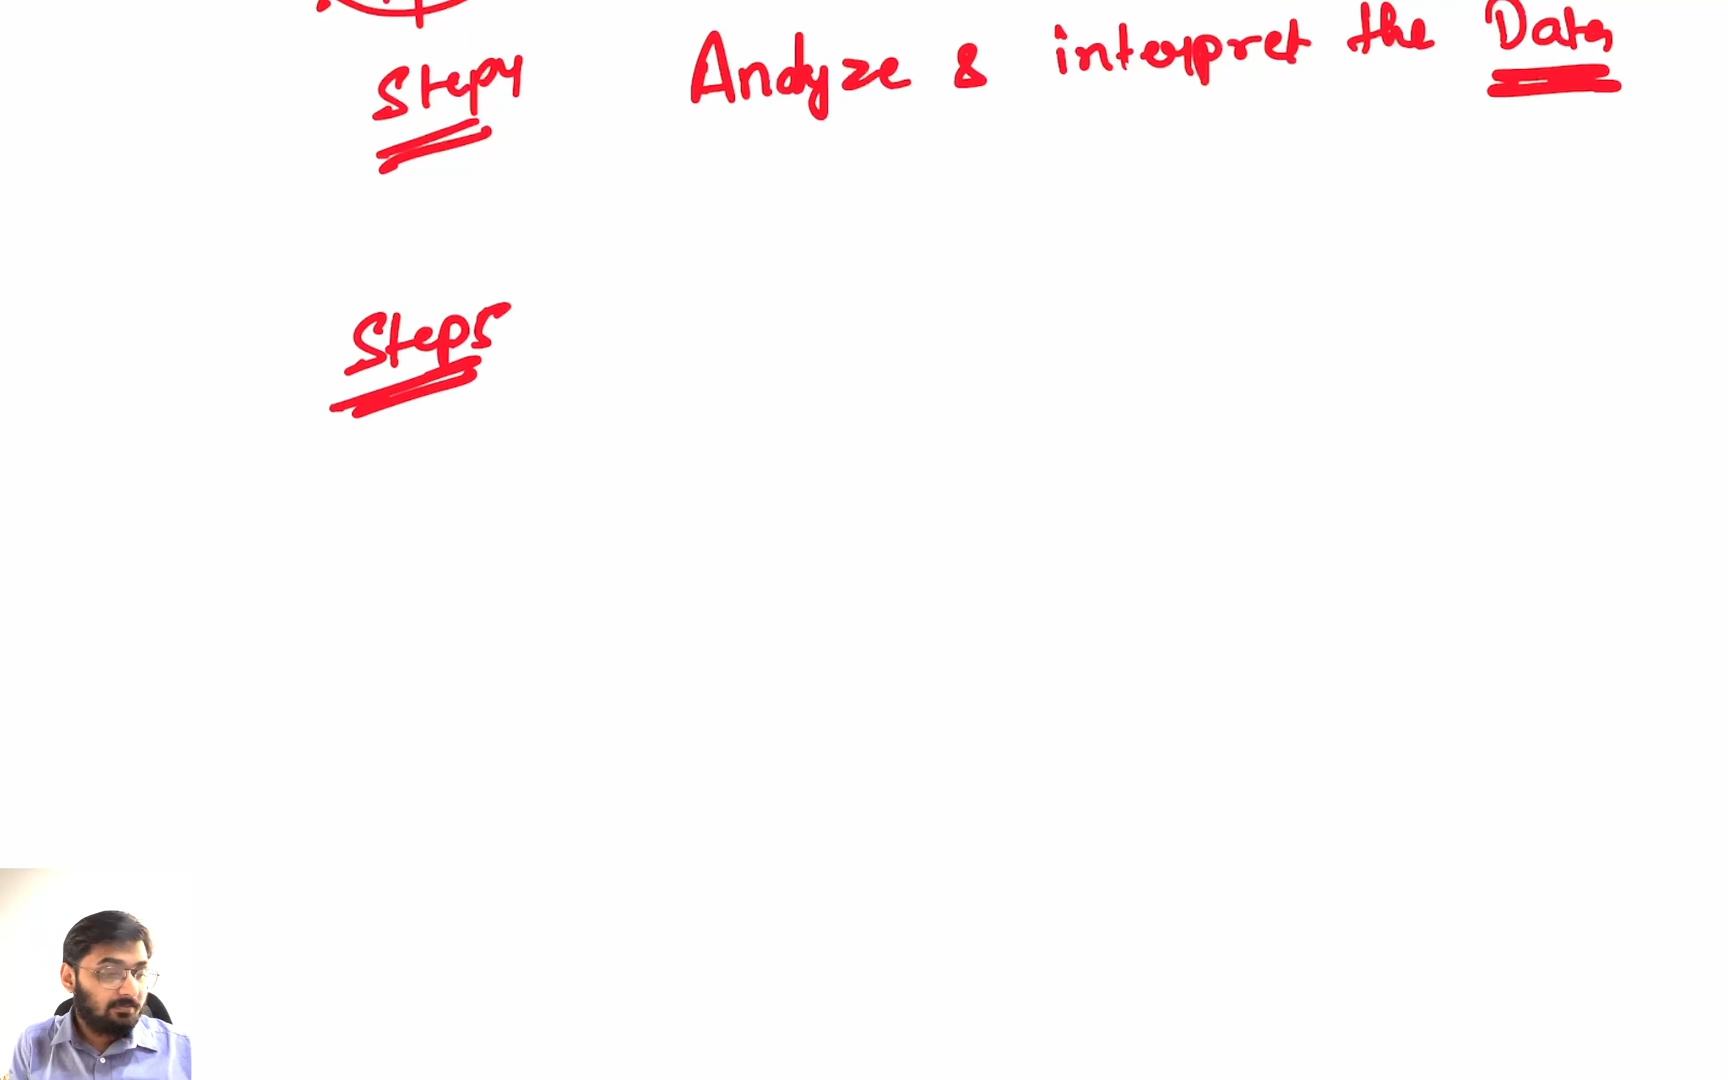 Step4 Analyze & interpret the Data
Step5